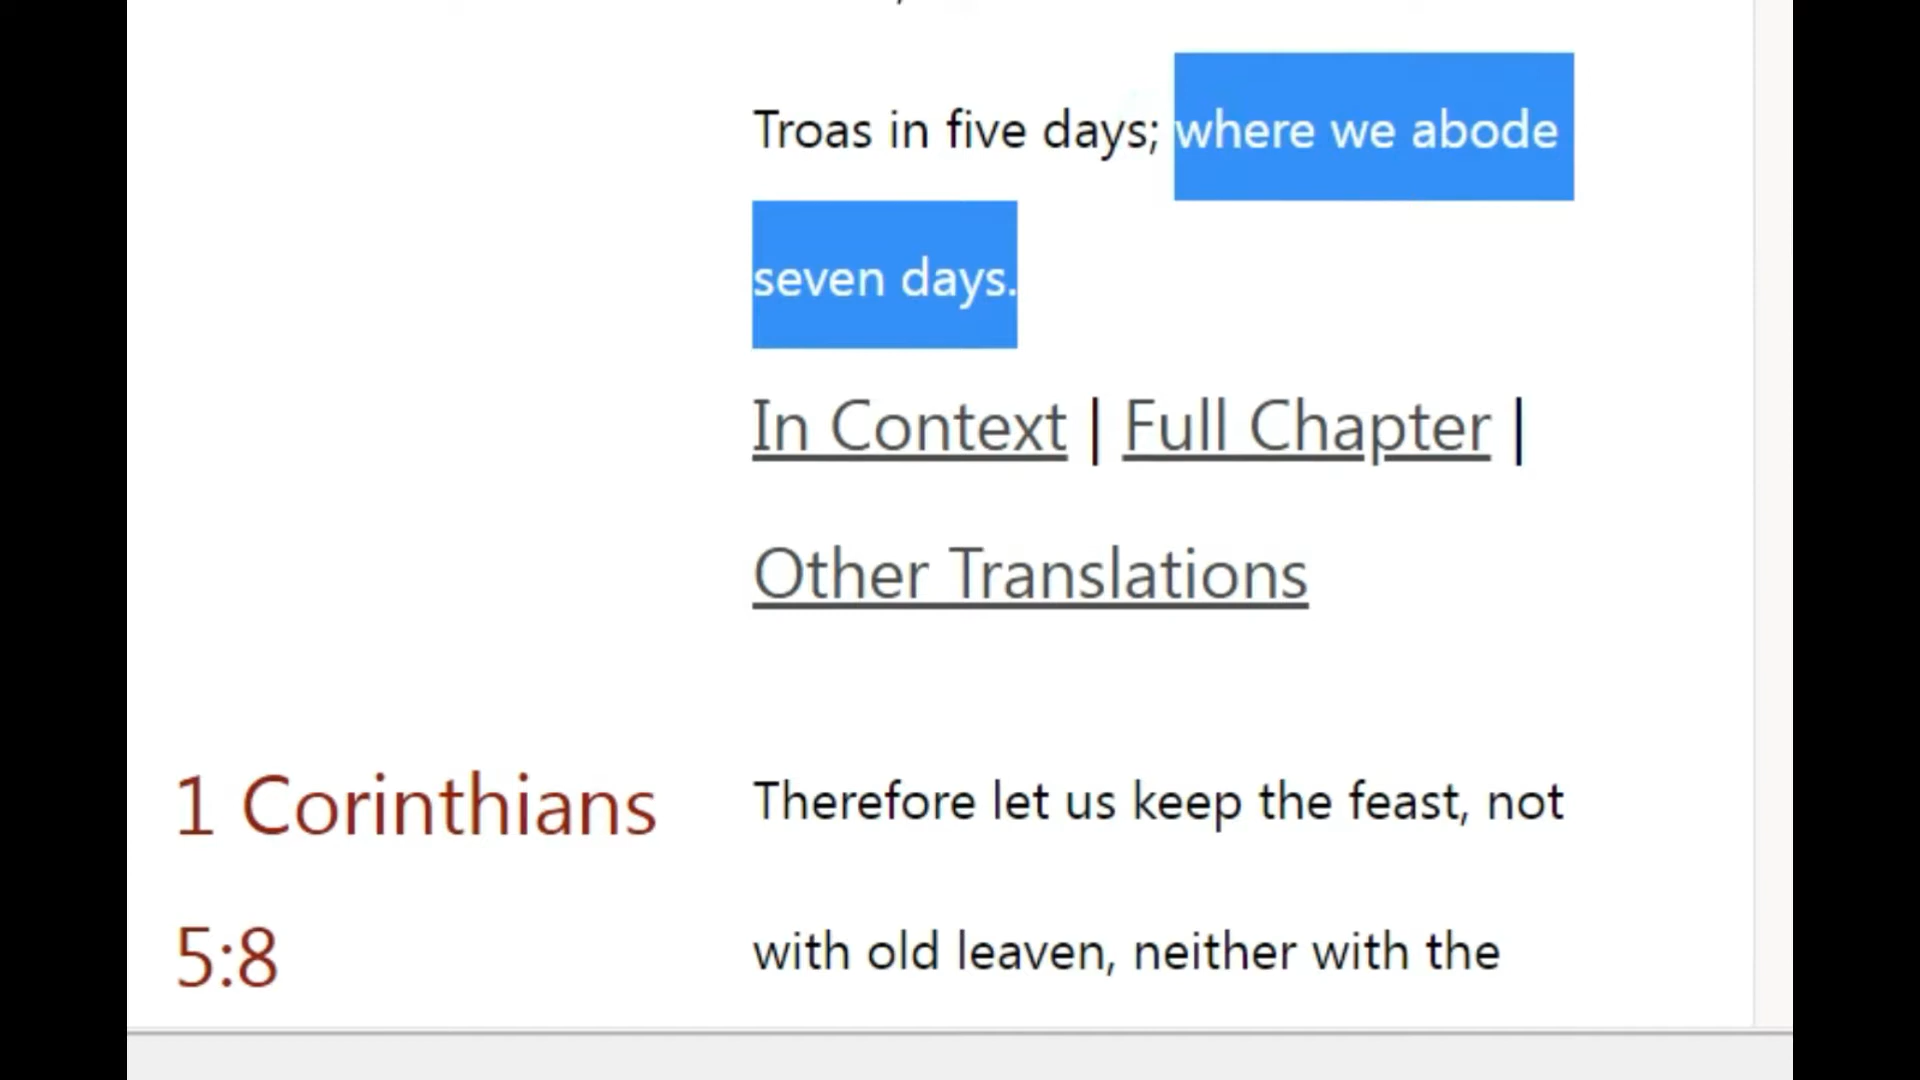 Troas in five days; where we abode
seven days.
In Context | Full Chapter |
Other Translations
1 Corinthians
5:8
Therefore let us keep the feast, not
with old leaven, neither with the